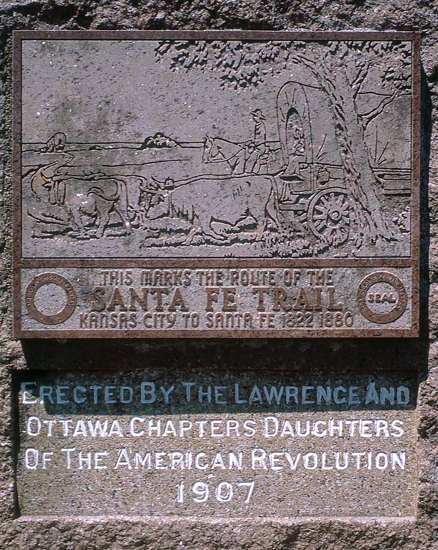 THIS MARKS THE ROUTE OF THE
SANTA FE TRAIL
KANSAS CITY TO SANTA FE 1822 1880
SEAL
ERECTED BY THE LAWRENCE AND
OTTAWA CHAPTERS DAUGHTERS
OF THE AMERICAN REVOLUTION
1907